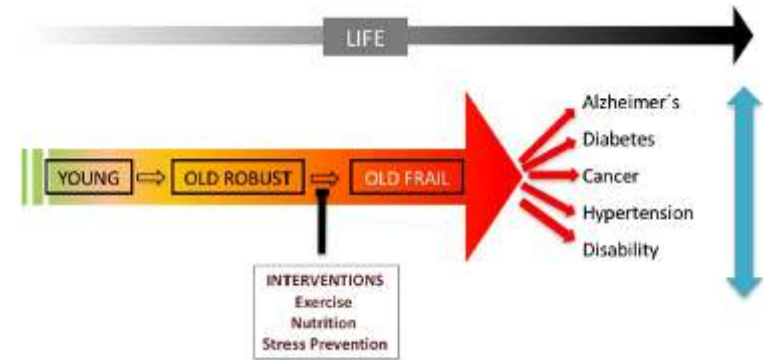 LIFE
YOUNG
OLD ROBUST
OLD FRAIL
Alzheimer´s
Diabetes
Cancer
Hypertension
Disability
INTERVENTIONS
Exercise
Nutrition
Stress Prevention